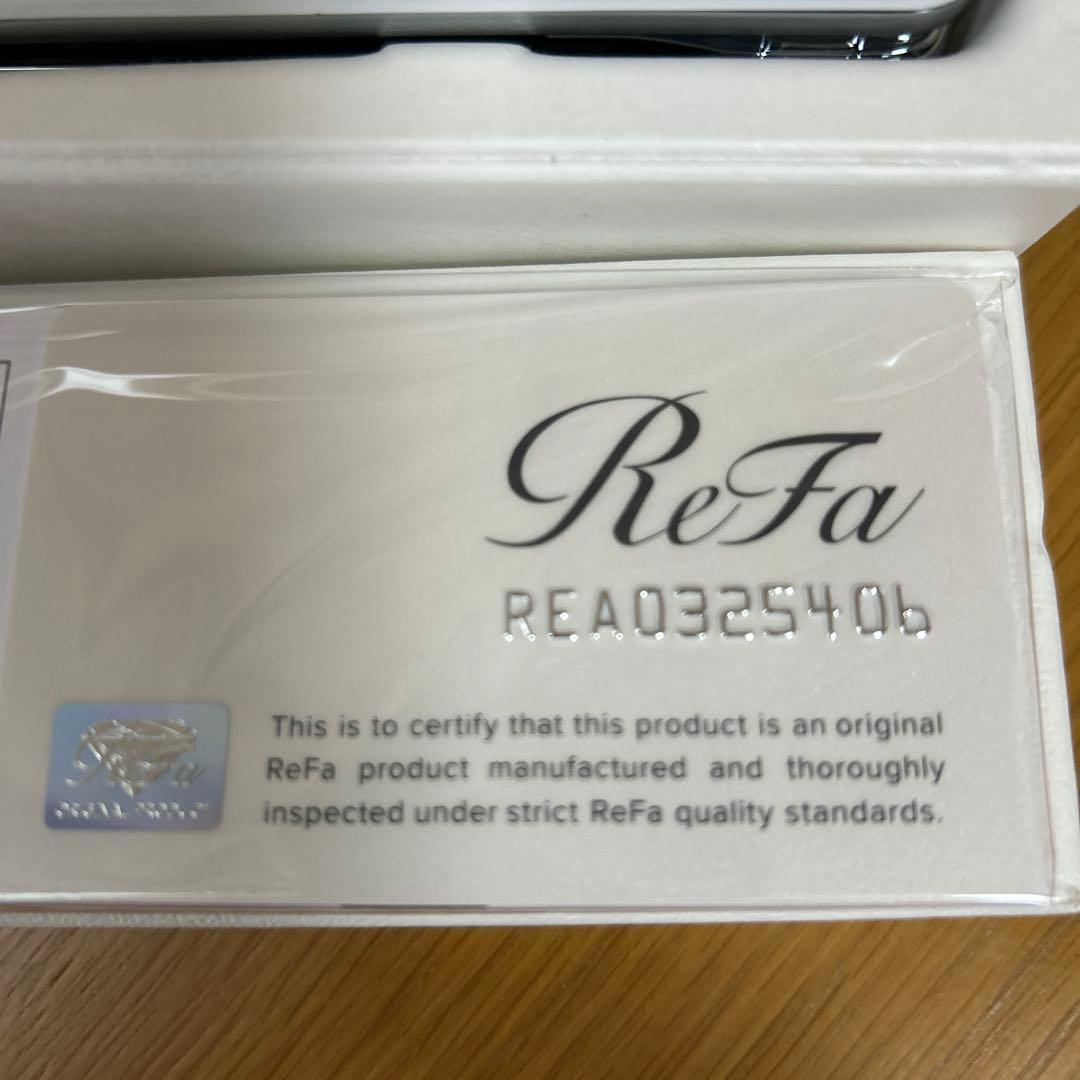 ReFa
REA0325406
This is to certify that this product is an original
ReFa product manufactured and thoroughly
inspected under strict ReFa quality standards.
ReFa